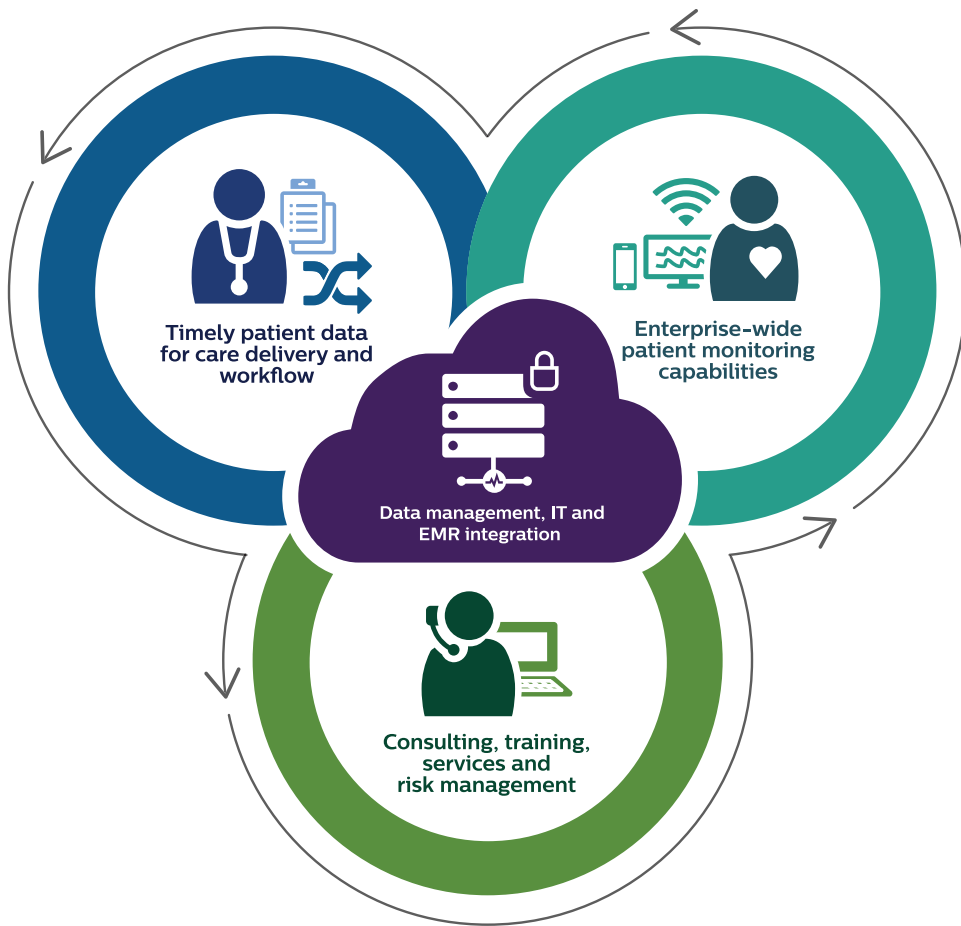 Timely patient data
for care delivery and
workflow
Enterprise-wide
patient monitoring
capabilities
Data management, IT and
EMR integration
Consulting, training,
services and
risk management